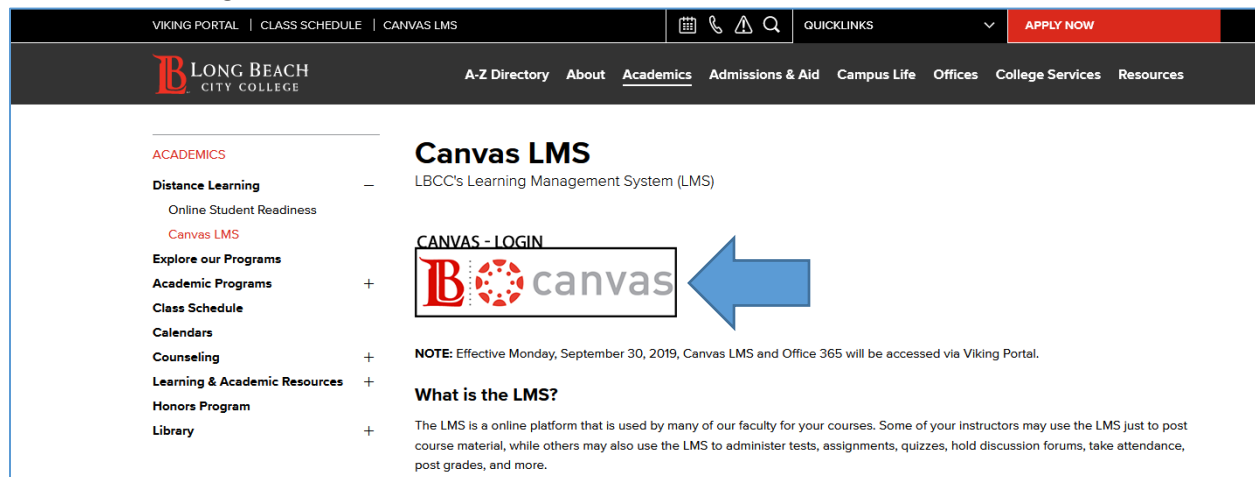 VIKING PORTAL | CLASS SCHEDULE | CANVAS LMS
QUICKLINKS
APPLY NOW
LB LONG BEACH
CITY COLLEGE
A-Z Directory About Academics Admissions & Aid Campus Life Offices College Services Resources
ACADEMICS
Distance Learning –
Online Student Readiness
Canvas LMS
Explore our Programs
Academic Programs +
Class Schedule
Calendars
Counseling +
Learning & Academic Resources +
Honors Program
Library +
Canvas LMS
LBCC's Learning Management System (LMS)
CANVAS - LOGIN
LB canvas
NOTE: Effective Monday, September 30, 2019, Canvas LMS and Office 365 will be accessed via Viking Portal.
What is the LMS?
The LMS is a online platform that is used by many of our faculty for your courses. Some of your instructors may use the LMS just to post
course material, while others may also use the LMS to administer tests, assignments, quizzes, hold discussion forums, take attendance,
post grades, and more.